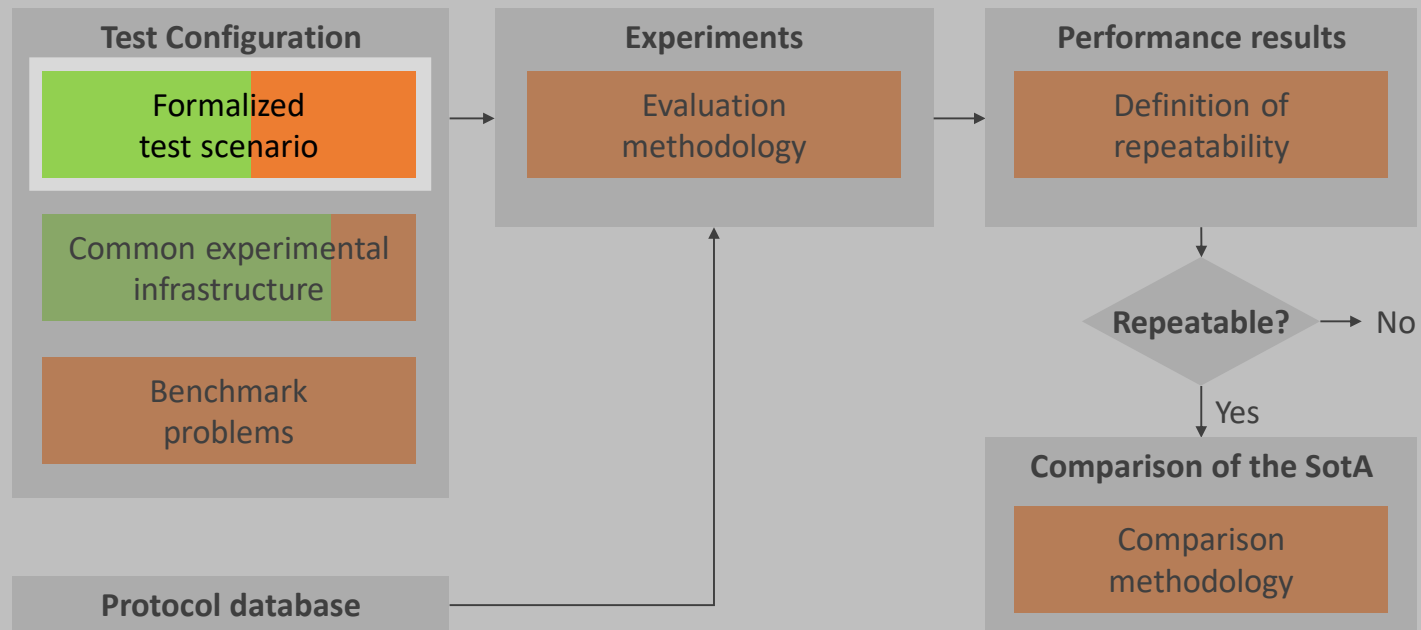 Test Configuration
Formalized
test scenario
Common experimental
infrastructure
Benchmark
problems
Protocol database
Experiments
Evaluation
methodology
Performance results
Definition of
repeatability
Repeatable?
No
Yes
Comparison of the SotA
Comparison
methodology